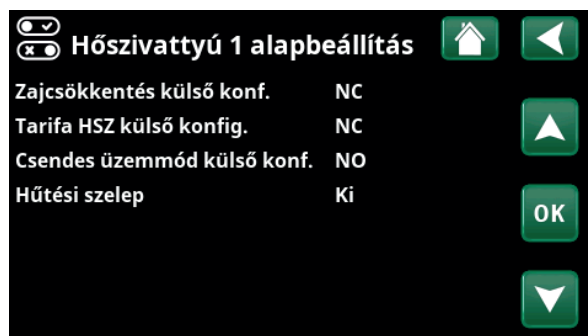 Hőszivattyú 1 alapbeállítás
Zajcsökkentés külső konf. NC
Tarifa HSZ külső konfig. NC
Csendes üzemmód külső konf. NO
Hűtési szelep Ki
OK